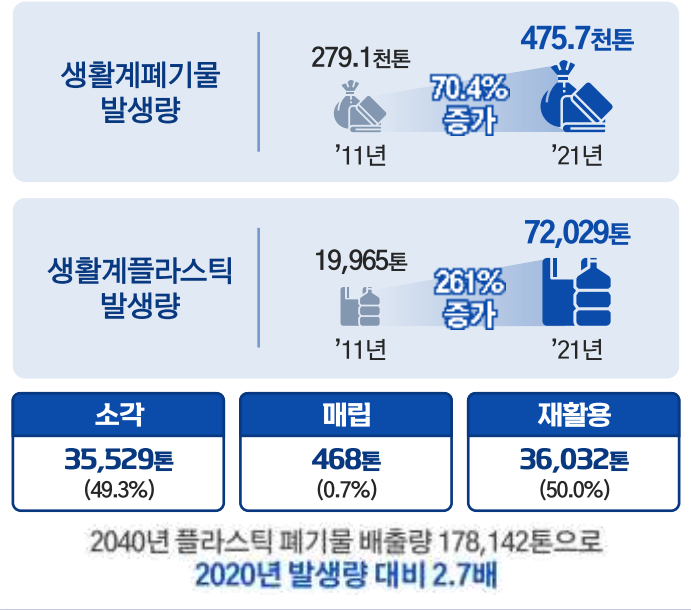 생활계폐기물
발생량
279.1천톤
’11년
70.4%
증가
475.7천톤
’21년
생활계플라스틱
발생량
19,965톤
’11년
261%
증가
72,029톤
’21년
소각
35,529톤
(49.3%)
매립
468톤
(0.7%)
재활용
36,032톤
(50.0%)
2040년 플라스틱 폐기물 배출량 178,142톤으로
2020년 발생량 대비 2.7배